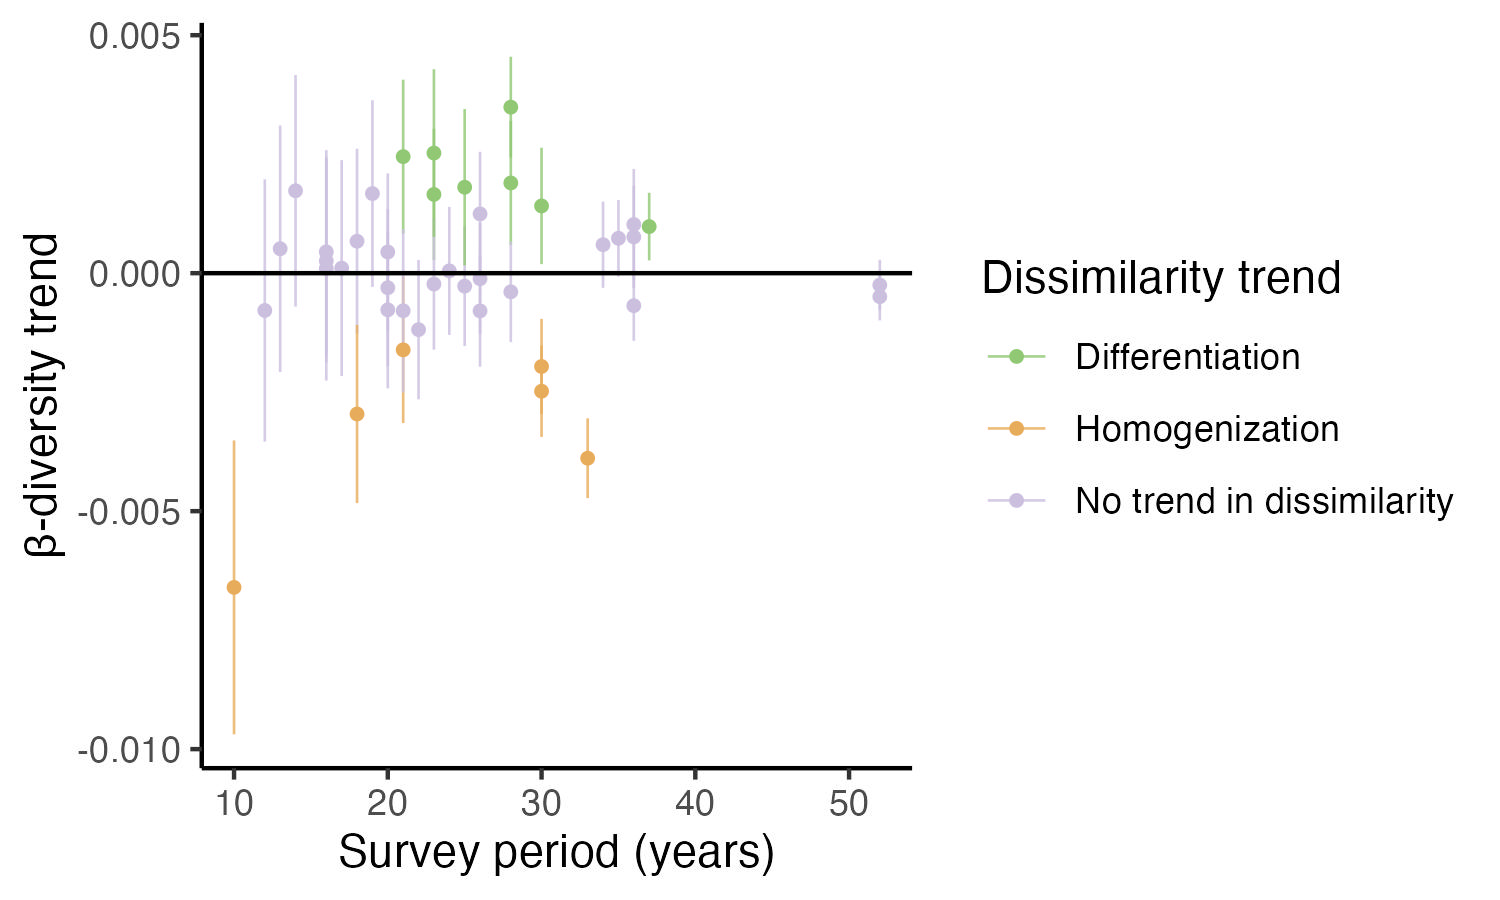 0.005
0.000
-0.005
-0.010
β-diversity trend
10 20 30 40 50
Survey period (years)
Dissimilarity trend
Differentiation
Homogenization
No trend in dissimilarity